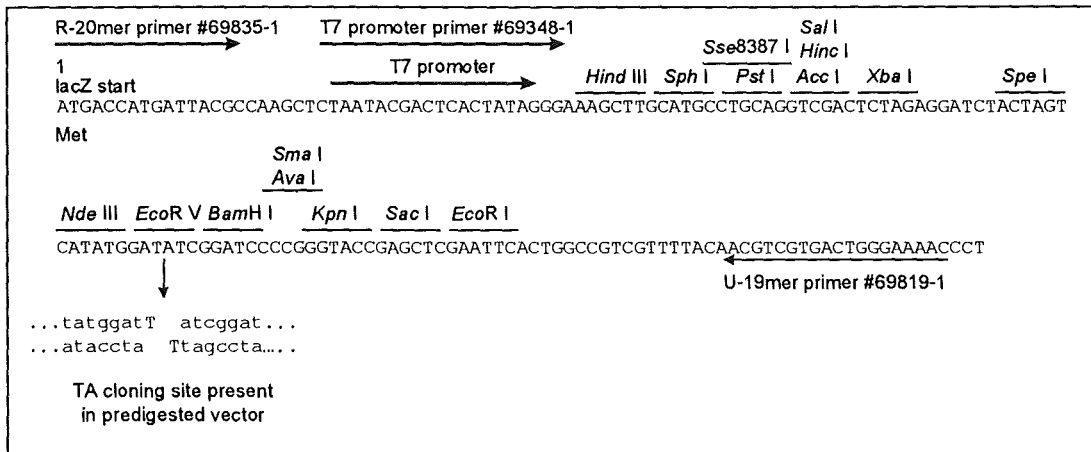 R-20mer primer #69835-1 T7 promoter primer #69348-1 Sal I
Sse8387 I Hinc I
1 T7 promoter Hind III Sph I Pst I Acc I Xba I Spe I
lacZ start
ATGACCATGATTACGCCAAGCTCTAATACGACTCACTATAGGGAAAGCTTGCATGCCTGCAGGTCGACTCTAGAGGATCTACTAGT
Met
Sma I
Ava I
Nde III EcoR V BamH I Kpn I Sac I EcoR I
CATATGGATATCGGATCCCCGGGTACCGAGCTCGAATTCACTGGCCGTCGTTTTACAACGTCGTGACTGGGAAAACCCT
U-19mer primer #69819-1
...tatggatT atcggat...
...ataccta Ttagccta.....
TA cloning site present
in predigested vector